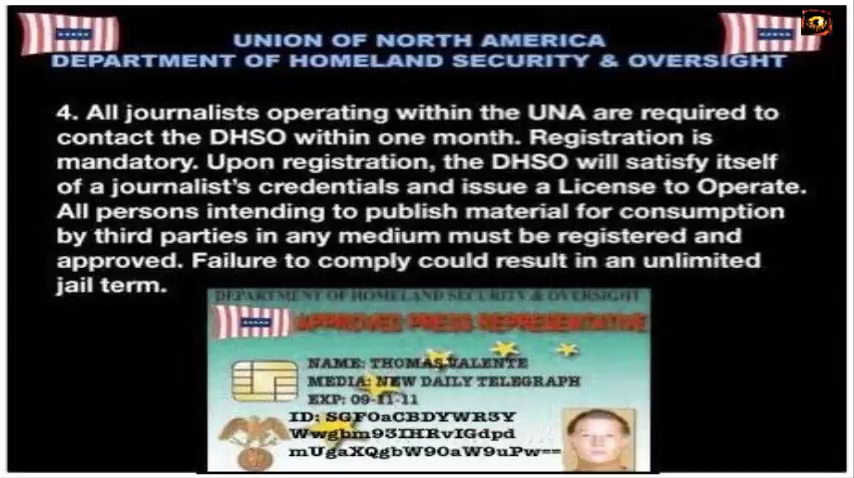 UNION OF NORTH AMERICA
DEPARTMENT OF HOMELAND SECURITY & OVERSIGHT
4. All journalists operating within the UNA are required to
contact the DHSO within one month. Registration is
mandatory. Upon registration, the DHSO will satisfy itself
of a journalist's credentials and issue a License to Operate.
All persons intending to publish material for consumption
by third parties in any medium must be registered and
approved. Failure to comply could result in an unlimited
jail term.
DEPARTMENT OF HOMELAND SECURITY & OVERSIGHT
APPROVED PRESS REPRESENTATIVE
NAME: THOMAS VALENTE
MEDIA: NEW DAILY TELEGRAPH
EXP: 09-11-11
ID: SGF0aCBDYWR3Y
Wwgbm93IHRvIGdpd
mUgaXQgbW90aW9uPw==